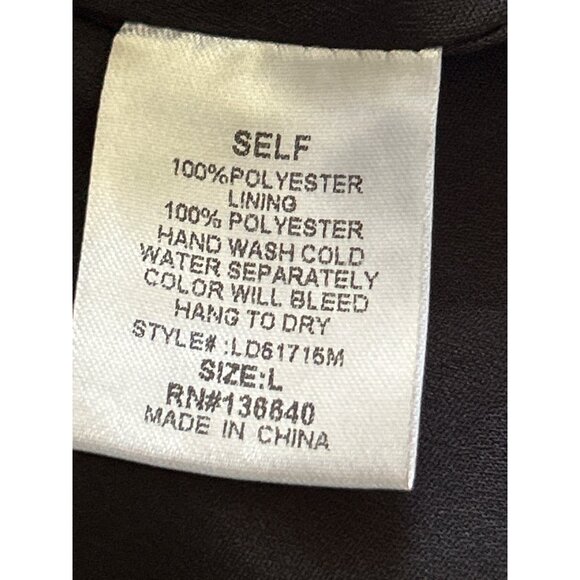 SELF
100%POLYESTER
LINING
100% POLYESTER
HAND WASH COLD
WATER SEPARATELY
COLOR WILL BLEED
HANG TO DRY
STYLE# :LD61715M
SIZE:L
RN#136640
MADE IN CHINA